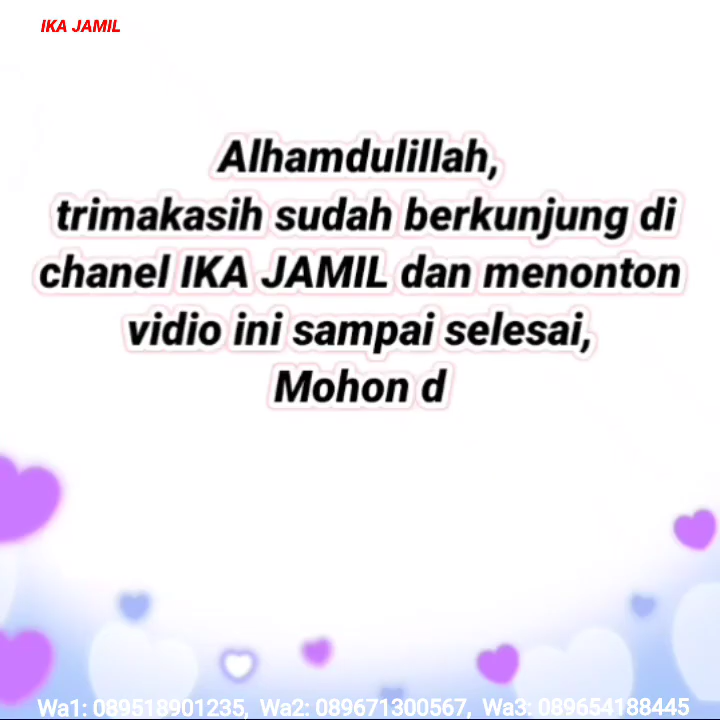 IKA JAMIL
Alhamdulillah,
trimakasih sudah berkunjung di
chanel IKA JAMIL dan menonton
vidio ini sampai selesai,
Mohon d
Wa1: 089518901235, Wa2: 089671300567, Wa3: 089654188445